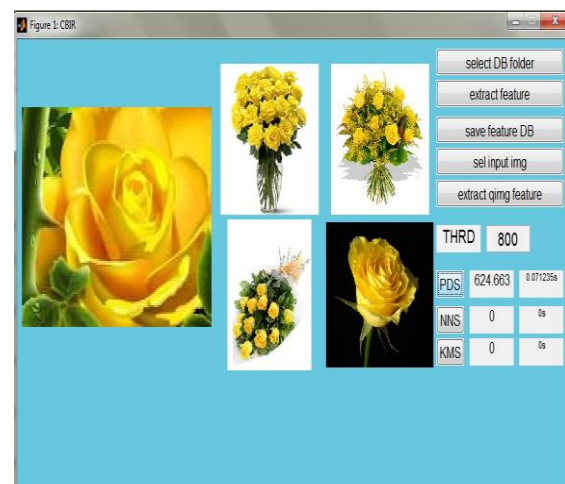 Figure 1: CBIR
select DB folder
extract feature
save feature DB
sel input img
extract qimg feature
THRD 800
PDS 624.663 0.071235s
NNS 0 0s
KMS 0 0s